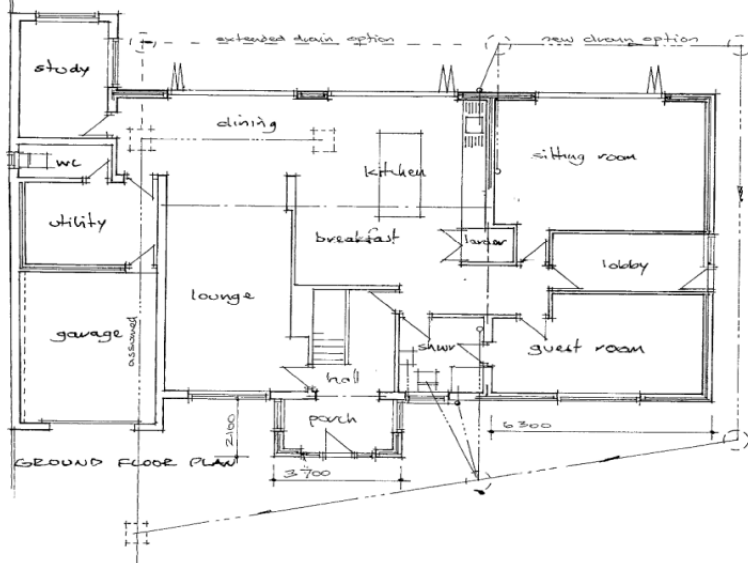 extended drain option
new drain option
study
dining
wc
kitchen
sitting room
utility
breakfast
larder
lobby
lounge
garage
assumed
shwr
guest room
hall
porch
2100
6300
3700
GROUND FLOOR PLAN